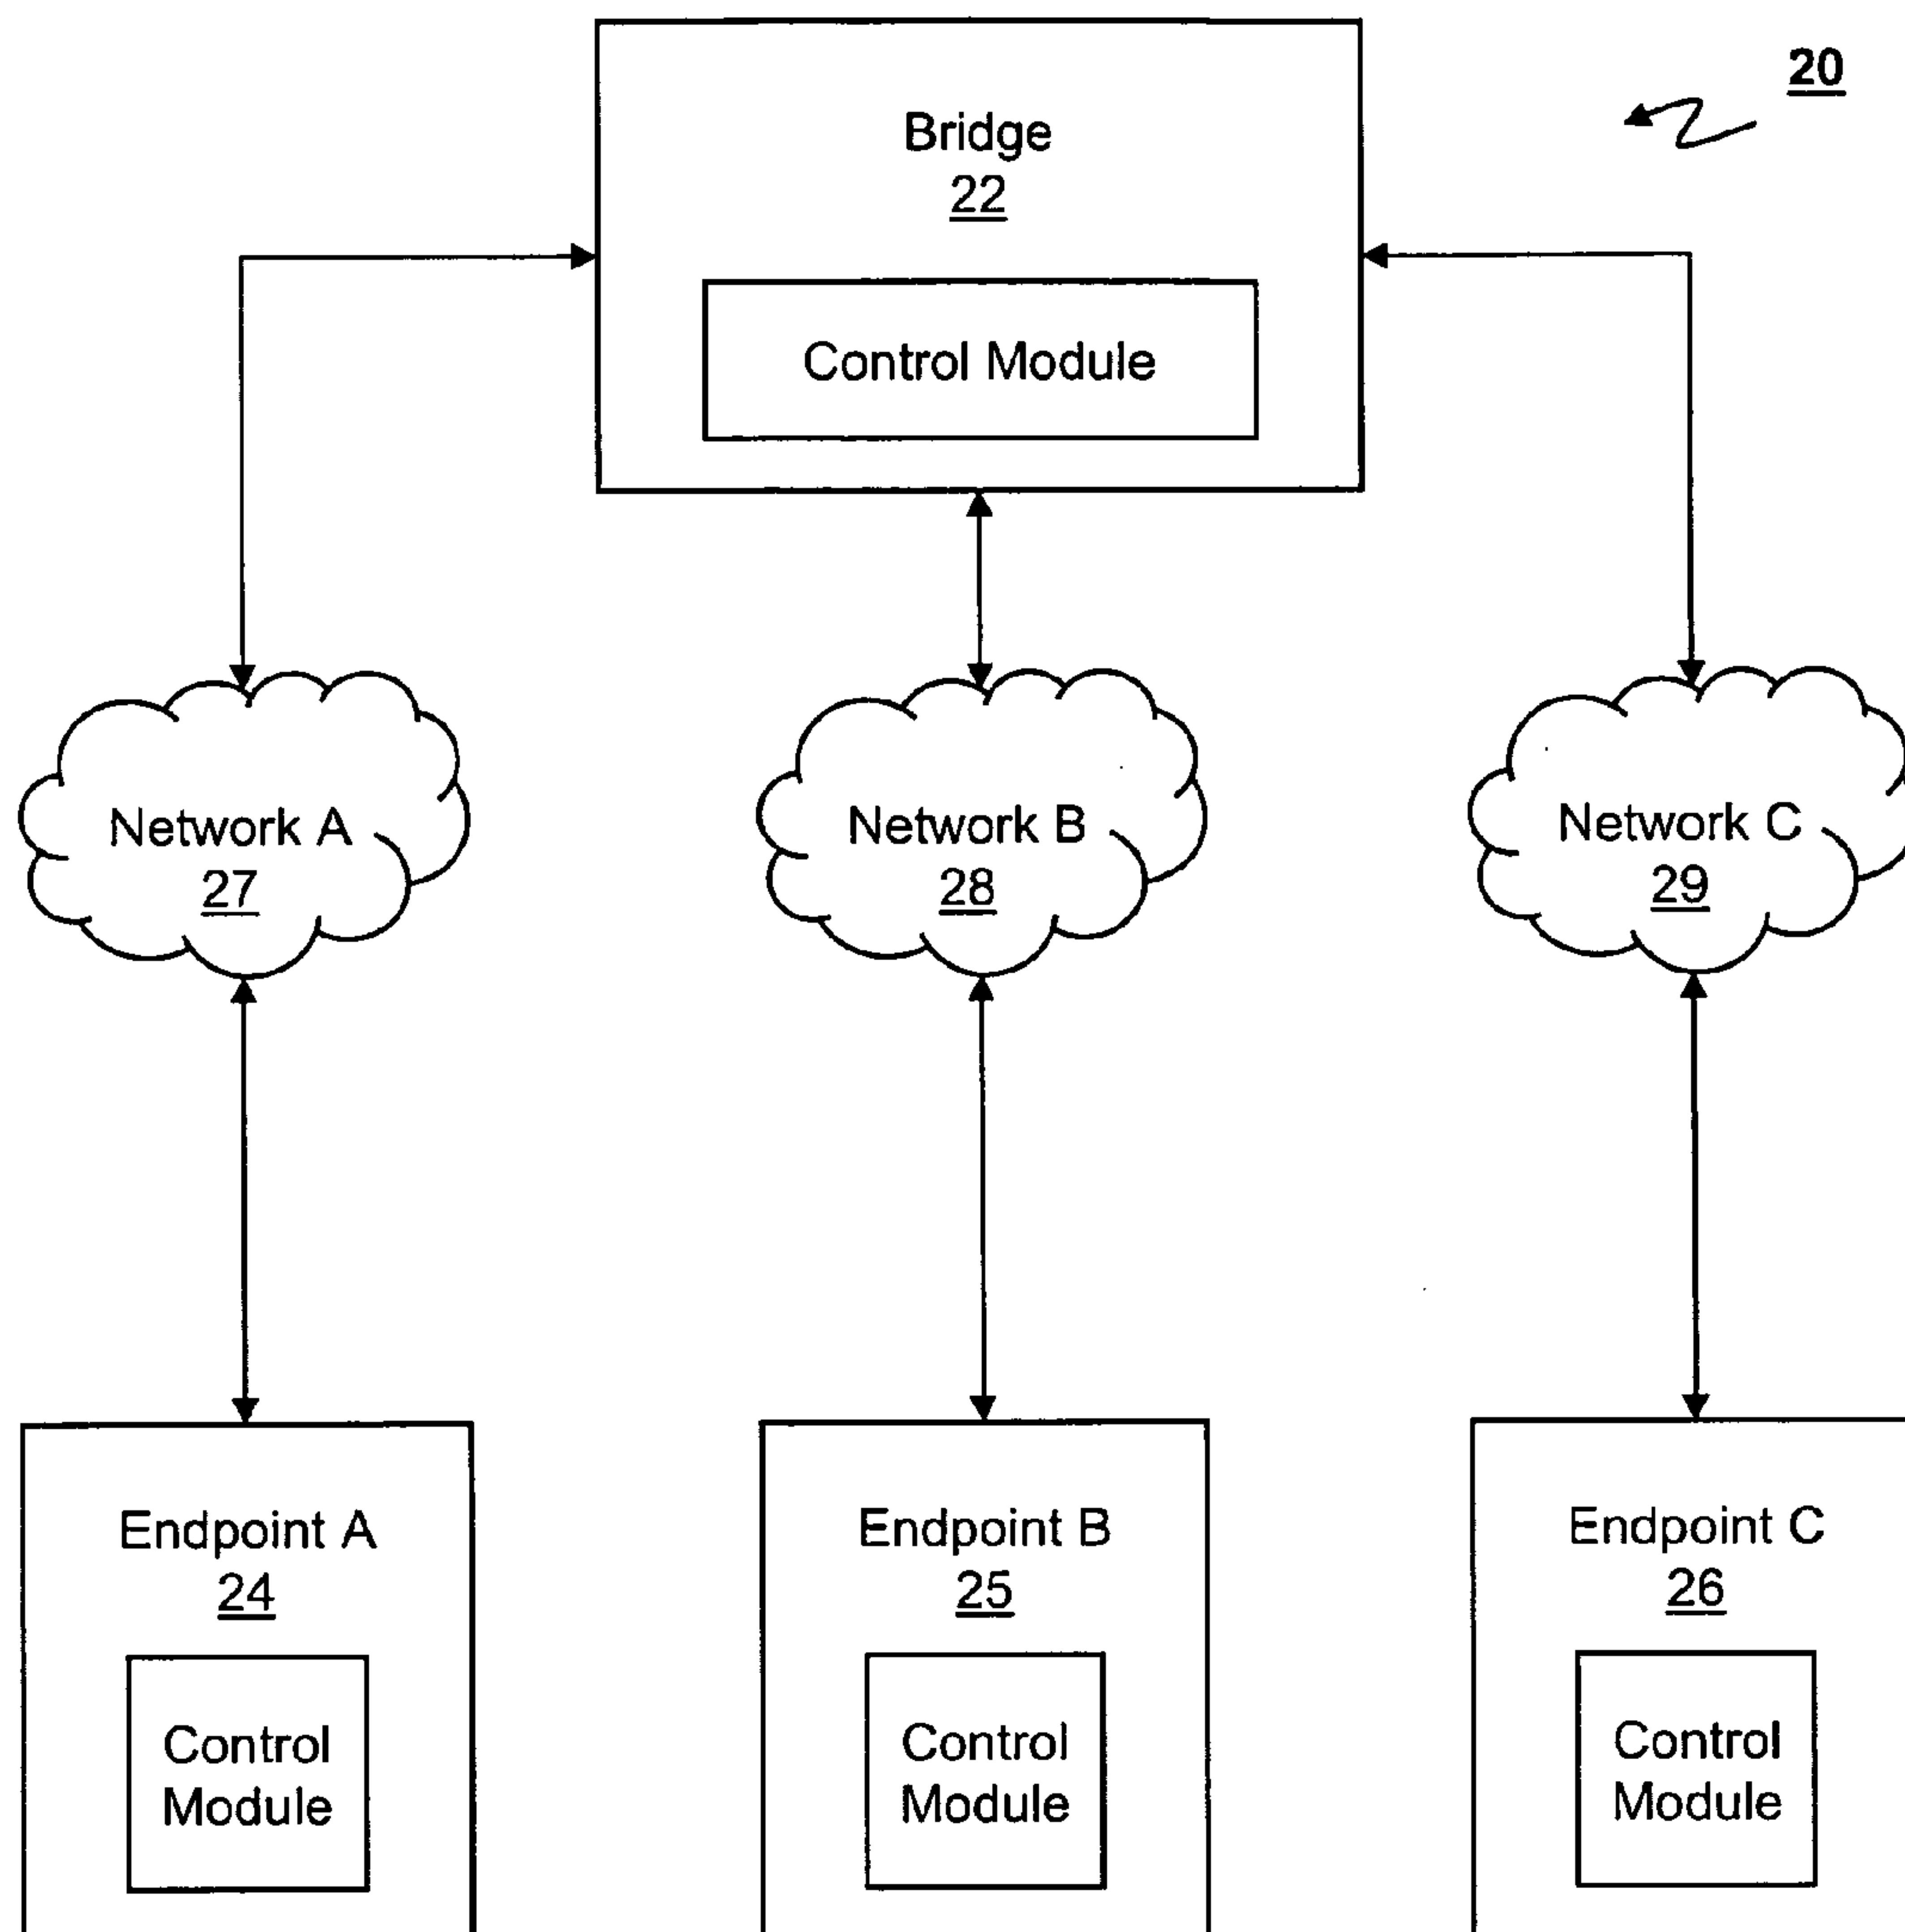 20
Bridge
22
Control Module
Network A
27
Network B
28
Network C
29
Endpoint A
24
Control
Module
Endpoint B
25
Control
Module
Endpoint C
26
Control
Module